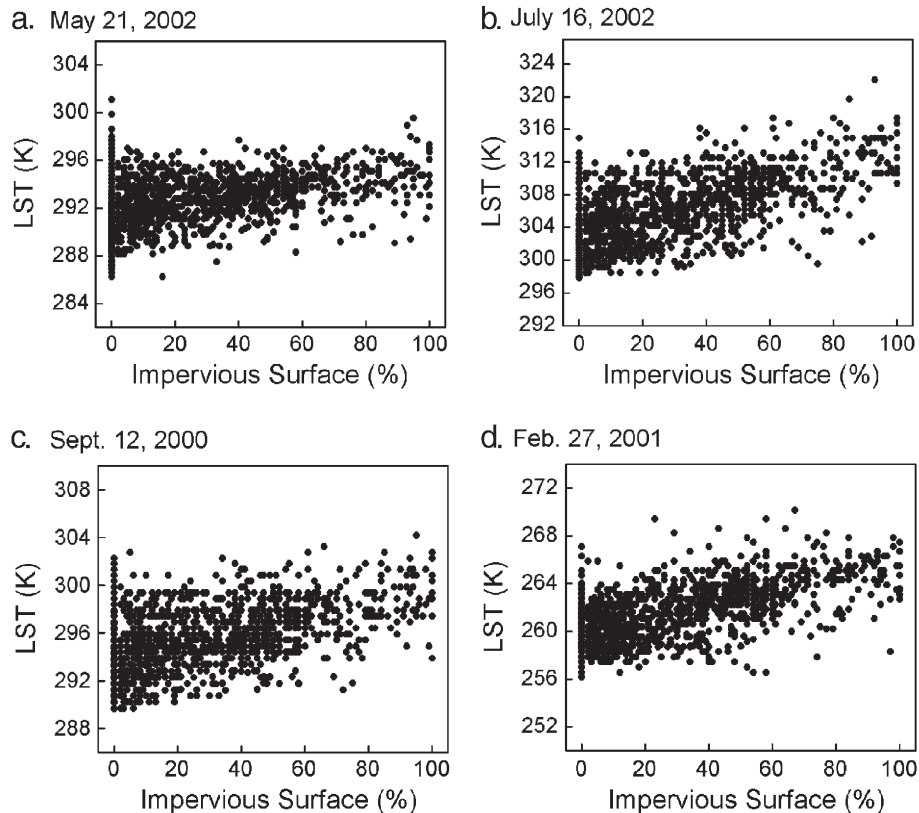 a. May 21, 2002
304
300
296
292
288
284
LST (K)
0 20 40 60 80 100
Impervious Surface (%)
b. July 16, 2002
324
320
316
312
308
304
300
296
292
LST (K)
0 20 40 60 80 100
Impervious Surface (%)
c. Sept. 12, 2000
308
304
300
296
292
288
LST (K)
0 20 40 60 80 100
Impervious Surface (%)
d. Feb. 27, 2001
272
268
264
260
256
252
LST (K)
0 20 40 60 80 100
Impervious Surface (%)